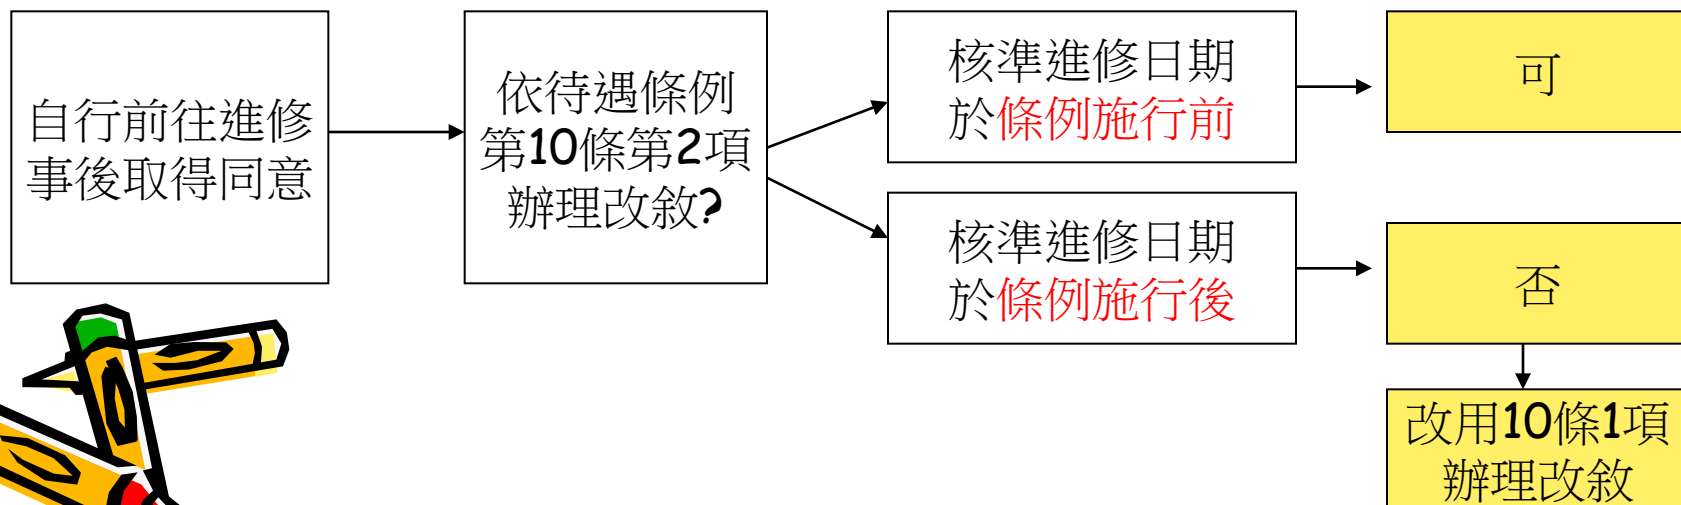 自行前往進修
事後取得同意
依待遇條例
第10條第2項
辦理改敘?
核準進修日期
於條例施行前
可
核準進修日期
於條例施行後
否
改用10條1項
辦理改敘